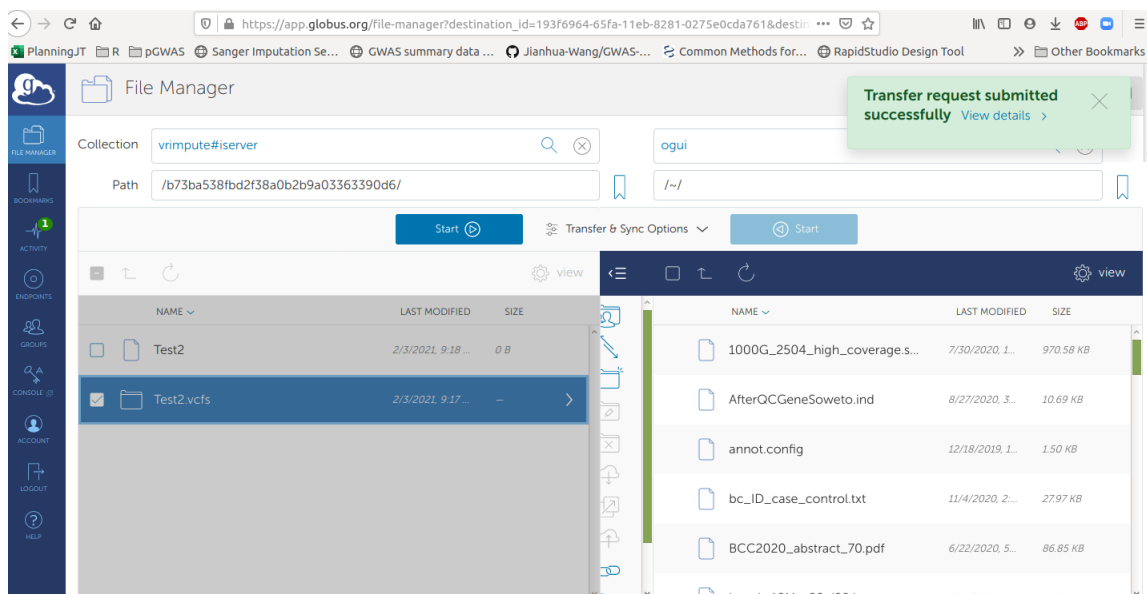 https://app.globus.org/file-manager?destination_id=193f6964-65fa-11eb-8281-0275e0cda761&destin
ABP
PlanningJT R pGWAS Sanger Imputation Se... GWAS summary data ... Jianhua-Wang/GWAS-... Common Methods for... RapidStudio Design Tool Other Bookmarks
g
File Manager
Transfer request submitted
successfully View details >
FILE MANAGER
BOOKMARKS
1
ACTIVITY
ENDPOINTS
GROUPS
CONSOLE
ACCOUNT
LOGOUT
HELP
Collection vrimpute#iserver ogui
Path /b73ba538fbd2f38a0b2b9a03363390d6/ /~/
Start Transfer & Sync Options Start
view view
NAME LAST MODIFIED SIZE NAME LAST MODIFIED SIZE
Test2 2/3/2021, 9:18 ... 0 B 1000G_2504_high_coverage.s... 7/30/2020, 1... 970.58 KB
Test2.vcfs 2/3/2021, 9:17 ... — AfterQCGeneSoweto.ind 8/27/2020, 3... 10.69 KB
annot.config 12/18/2019, 1... 1.50 KB
bc_ID_case_control.txt 11/4/2020, 2:... 27.97 KB
BCC2020_abstract_70.pdf 6/22/2020, 5... 86.85 KB